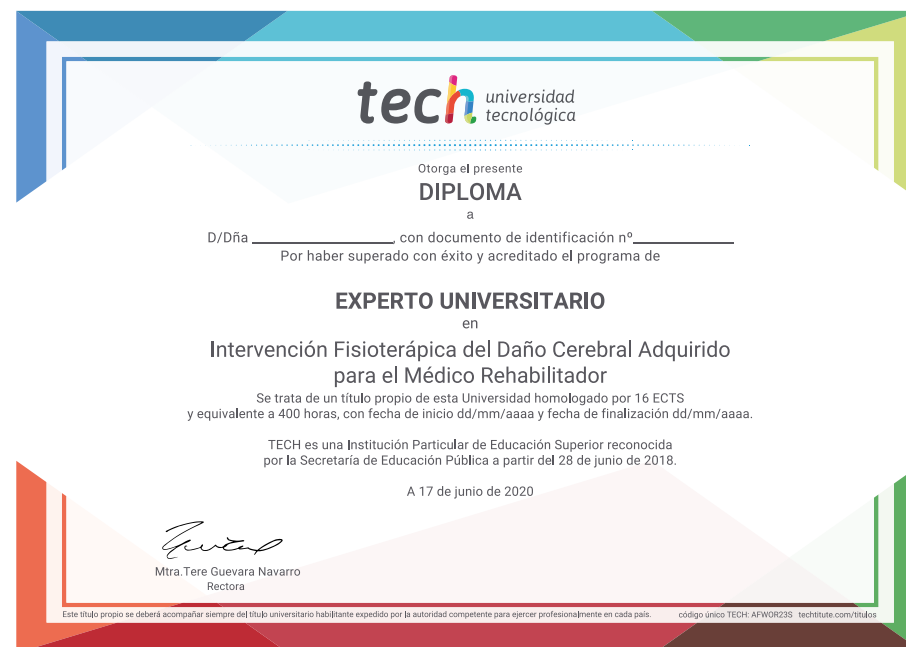 tech universidad
tecnológica
Otorga el presente
DIPLOMA
a
D/Dña ____________________, con documento de identificación nº______________
Por haber superado con éxito y acreditado el programa de
EXPERTO UNIVERSITARIO
en
Intervención Fisioterápica del Daño Cerebral Adquirido
para el Médico Rehabilitador
Se trata de un título propio de esta Universidad homologado por 16 ECTS
y equivalente a 400 horas, con fecha de inicio dd/mm/aaaa y fecha de finalización dd/mm/aaaa.
TECH es una Institución Particular de Educación Superior reconocida
por la Secretaría de Educación Pública a partir del 28 de junio de 2018.
A 17 de junio de 2020
Mtra.Tere Guevara Navarro
Rectora
Este título propio se deberá acompañar siempre del título universitario habilitante expedido por la autoridad competente para ejercer profesionalmente en cada país. código único TECH: AFWOR23S techtitute.com/titulos